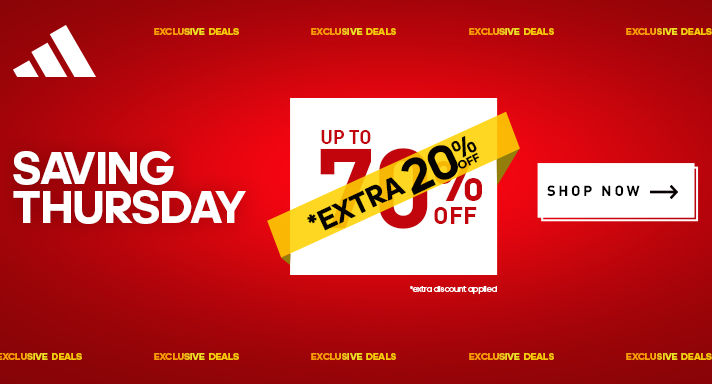 EXCLUSIVE DEALS EXCLUSIVE DEALS EXCLUSIVE DEALS EXCLUSIVE DEALS
SAVING
THURSDAY
UP TO
70%
OFF
*EXTRA 20% OFF
*extra discount applied
SHOP NOW
EXCLUSIVE DEALS EXCLUSIVE DEALS EXCLUSIVE DEALS EXCLUSIVE DEALS EXCLUSIVE DEALS